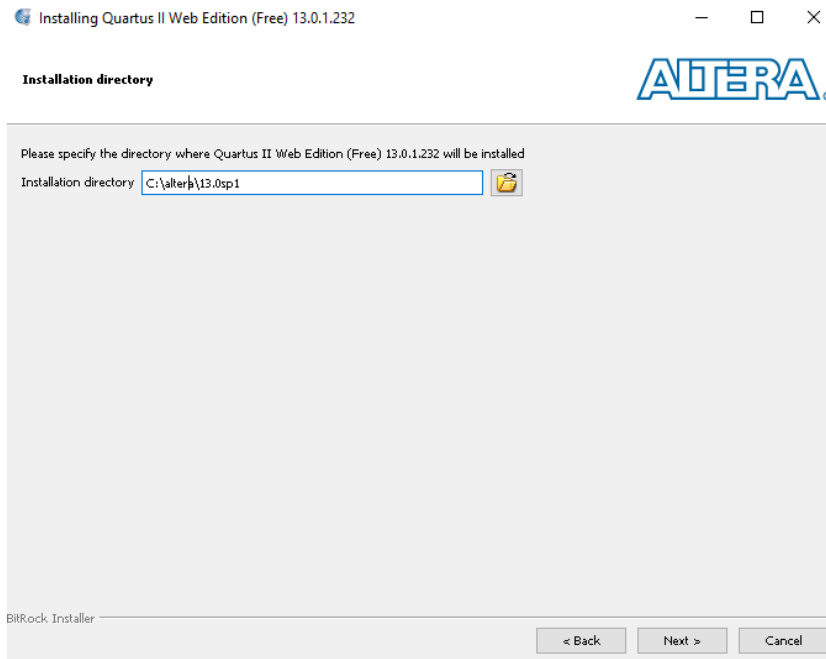 Installing Quartus II Web Edition (Free) 13.0.1.232
Installation directory
ALTERA
Please specify the directory where Quartus II Web Edition (Free) 13.0.1.232 will be installed
Installation directory C:\altera\13.0sp1
BitRock Installer
< Back Next > Cancel